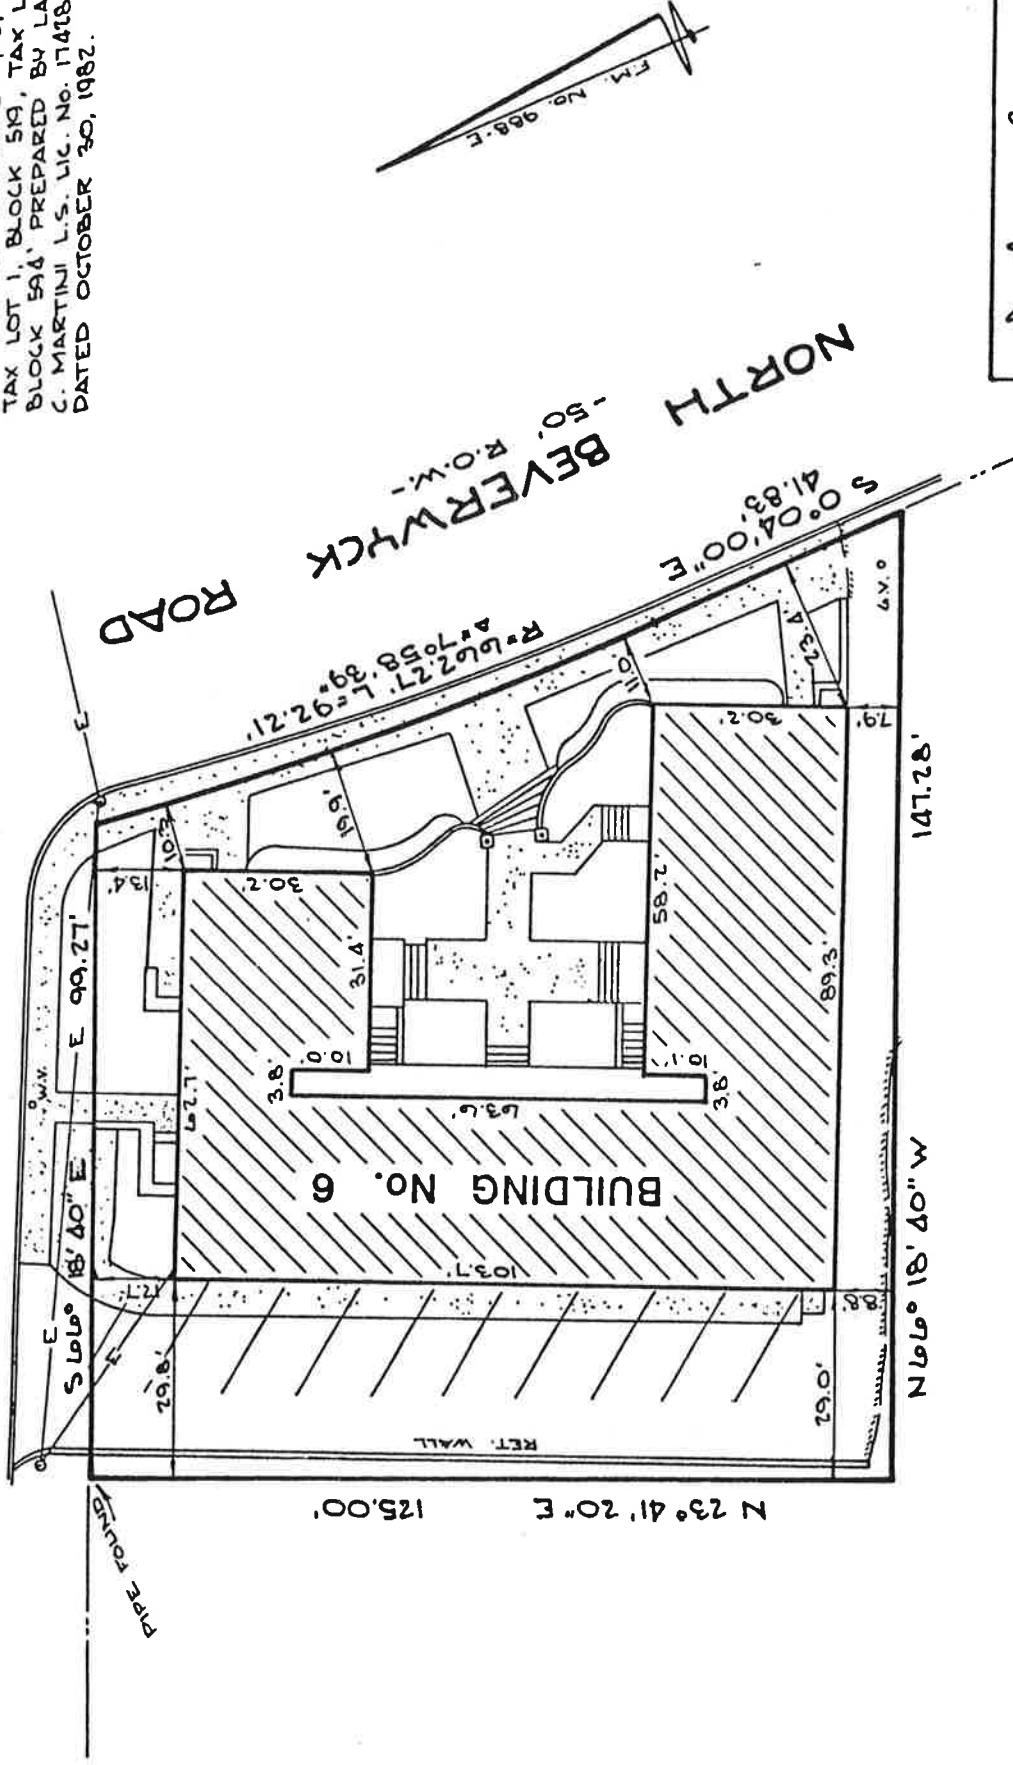 TAX LOT 1, BLOCK 519, TAX L
BLOCK 594' PREPARED BY LA
C. MARTINI L.S. LIC. No. 17428
DATED OCTOBER 30, 1982.
F.M. No. 988-E
NORTH BEVERWYCK ROAD
-50' R.O.W.-
S 0°04'00" E
41.83'
R=662.27' L=92.21'
Δ=7°58'39"
S 66° 18' 40" E
99.27'
E
E
E
E
W.V.
13.4'
10.2
30.2'
19.9'
31.4'
62.7'
10.0'
3.8'
63.6'
10.1'
3.8'
58.2'
30.2'
11.0
23.4'
G.V.
7.9'
89.3'
147.28'
BUILDING No. 6
103.7'
12.7'
29.8'
29.0'
8.8'
RET. WALL
N 66° 18' 40" W
N 23° 41' 20" E
125.00'
PIPE FOUND